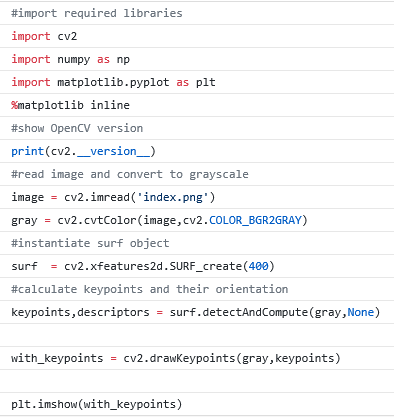 #import required libraries
import cv2
import numpy as np
import matplotlib.pyplot as plt
%matplotlib inline
#show OpenCV version
print(cv2.__version__)
#read image and convert to grayscale
image = cv2.imread('index.png')
gray = cv2.cvtColor(image,cv2.COLOR_BGR2GRAY)
#instantiate surf object
surf  = cv2.xfeatures2d.SURF_create(400)
#calculate keypoints and their orientation
keypoints,descriptors = surf.detectAndCompute(gray,None)
with_keypoints = cv2.drawKeypoints(gray,keypoints)
plt.imshow(with_keypoints)